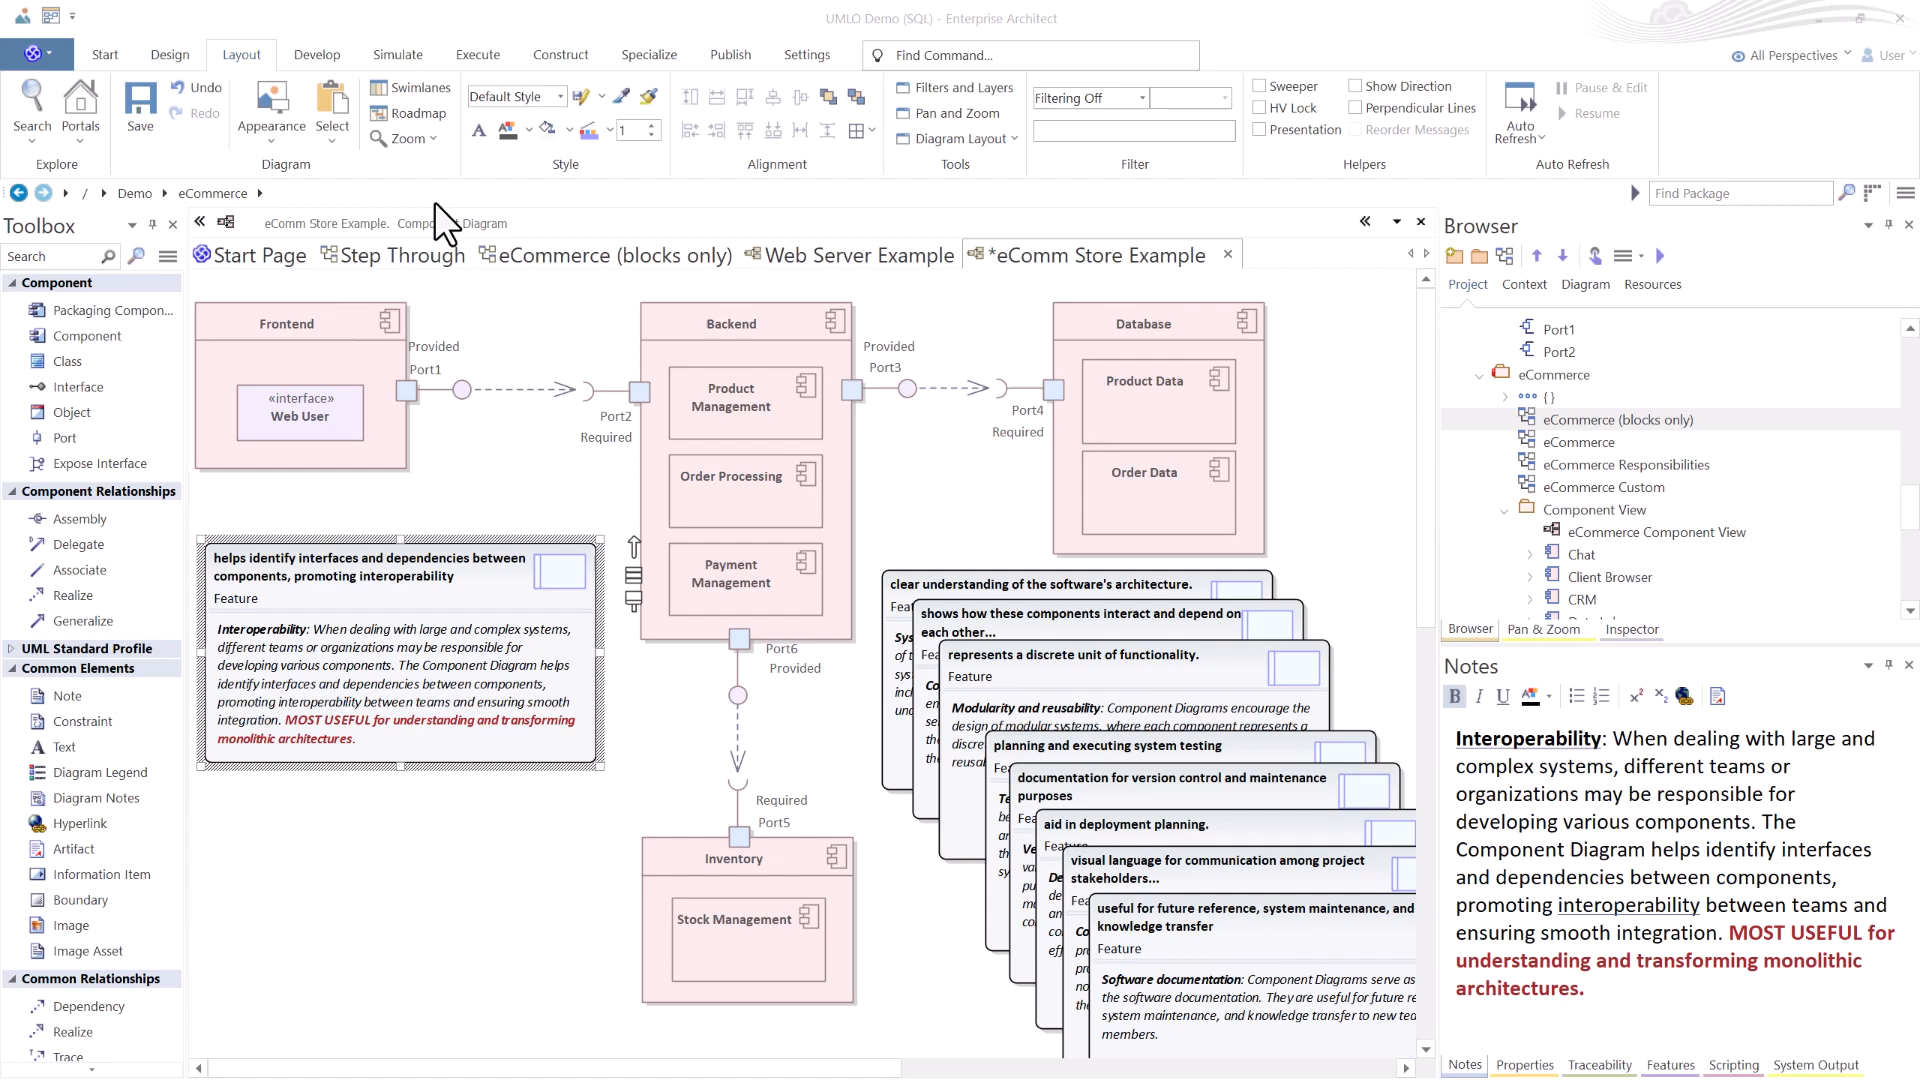 UMLO Demo (SQL) - Enterprise Architect
Start
Design
Layout
Develop
Simulate
Execute
Construct
Specialize
Publish
Settings
Find Command...
All Perspectives
User
Search
Portals
Explore
Save
Undo
Redo
Appearance
Select
Diagram
Swimlanes
Roadmap
Zoom
Default Style
1
Style
Alignment
Filters and Layers
Pan and Zoom
Diagram Layout
Tools
Filtering Off
Filter
Sweeper
HV Lock
Presentation
Show Direction
Perpendicular Lines
Reorder Messages
Helpers
Auto
Refresh
Pause & Edit
Resume
Auto Refresh
/
Demo
eCommerce
Find Package
Toolbox
Search
Component
Packaging Compon...
Component
Class
Interface
Object
Port
Expose Interface
Component Relationships
Assembly
Delegate
Associate
Realize
Generalize
UML Standard Profile
Common Elements
Note
Constraint
Text
Diagram Legend
Diagram Notes
Hyperlink
Artifact
Information Item
Boundary
Image
Image Asset
Common Relationships
Dependency
Realize
Trace
eComm Store Example.
Diagram
Start Page
Step Through
eCommerce (blocks only)
Web Server Example
*eComm Store Example
Frontend
«interface»
Web User
Provided
Port1
Port2
Required
Backend
Product
Management
Order Processing
Payment
Management
Provided
Port3
Port4
Required
Database
Product Data
Order Data
Port6
Provided
Required
Port5
Inventory
Stock Management
helps identify interfaces and dependencies between
components, promoting interoperability
Feature
Interoperability: When dealing with large and complex systems,
different teams or organizations may be responsible for
developing various components. The Component Diagram helps
identify interfaces and dependencies between components,
promoting interoperability between teams and ensuring smooth
integration. MOST USEFUL for understanding and transforming
monolithic architectures.
clear understanding of the software's architecture.
shows how these components interact and depend on
each other...
represents a discrete unit of functionality.
Feature
Modularity and reusability: Component Diagrams encourage the
design of modular systems, where each component represents a
planning and executing system testing
documentation for version control and maintenance
purposes
aid in deployment planning.
visual language for communication among project
stakeholders...
useful for future reference, system maintenance, and
knowledge transfer
Feature
Software documentation: Component Diagrams serve as
the software documentation. They are useful for future re
system maintenance, and knowledge transfer to new tea
members.
Browser
Project
Context
Diagram
Resources
Port1
Port2
eCommerce
{ }
eCommerce (blocks only)
eCommerce
eCommerce Responsibilities
eCommerce Custom
Component View
eCommerce Component View
Chat
Client Browser
CRM
Browser
Pan & Zoom
Inspector
Notes
B I U
Interoperability: When dealing with large and
complex systems, different teams or
organizations may be responsible for
developing various components. The
Component Diagram helps identify interfaces
and dependencies between components,
promoting interoperability between teams and
ensuring smooth integration. MOST USEFUL for
understanding and transforming monolithic
architectures.
Notes
Properties
Traceability
Features
Scripting
System Output